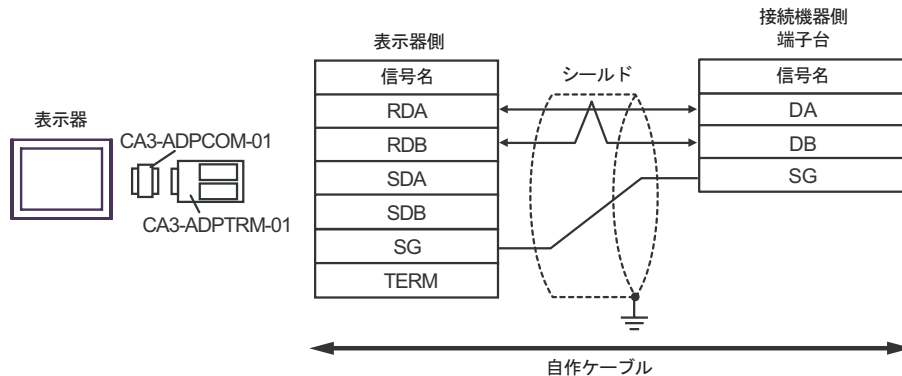 表示器
CA3-ADPCOM-01
CA3-ADPTRM-01
表示器側
信号名
RDA
RDB
SDA
SDB
SG
TERM
シールド
接続機器側
端子台
信号名
DA
DB
SG
自作ケーブル